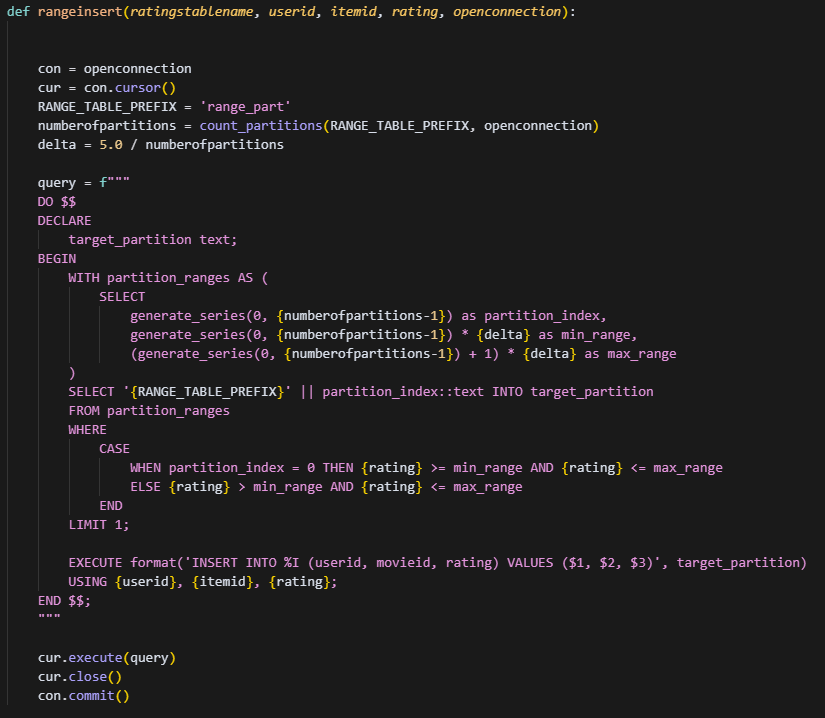 def rangeinsert(ratingstablename, userid, itemid, rating, openconnection):
con = openconnection
cur = con.cursor()
RANGE_TABLE_PREFIX = 'range_part'
numberofpartitions = count_partitions(RANGE_TABLE_PREFIX, openconnection)
delta = 5.0 / numberofpartitions
query = f"""
DO $$
DECLARE
target_partition text;
BEGIN
WITH partition_ranges AS (
SELECT
generate_series(0, {numberofpartitions-1}) as partition_index,
generate_series(0, {numberofpartitions-1}) * {delta} as min_range,
(generate_series(0, {numberofpartitions-1}) + 1) * {delta} as max_range
)
SELECT '{RANGE_TABLE_PREFIX}' || partition_index::text INTO target_partition
FROM partition_ranges
WHERE
CASE
WHEN partition_index = 0 THEN {rating} >= min_range AND {rating} <= max_range
ELSE {rating} > min_range AND {rating} <= max_range
END
LIMIT 1;
EXECUTE format('INSERT INTO %I (userid, movieid, rating) VALUES ($1, $2, $3)', target_partition)
USING {userid}, {itemid}, {rating};
END $$;
"""
cur.execute(query)
cur.close()
con.commit()